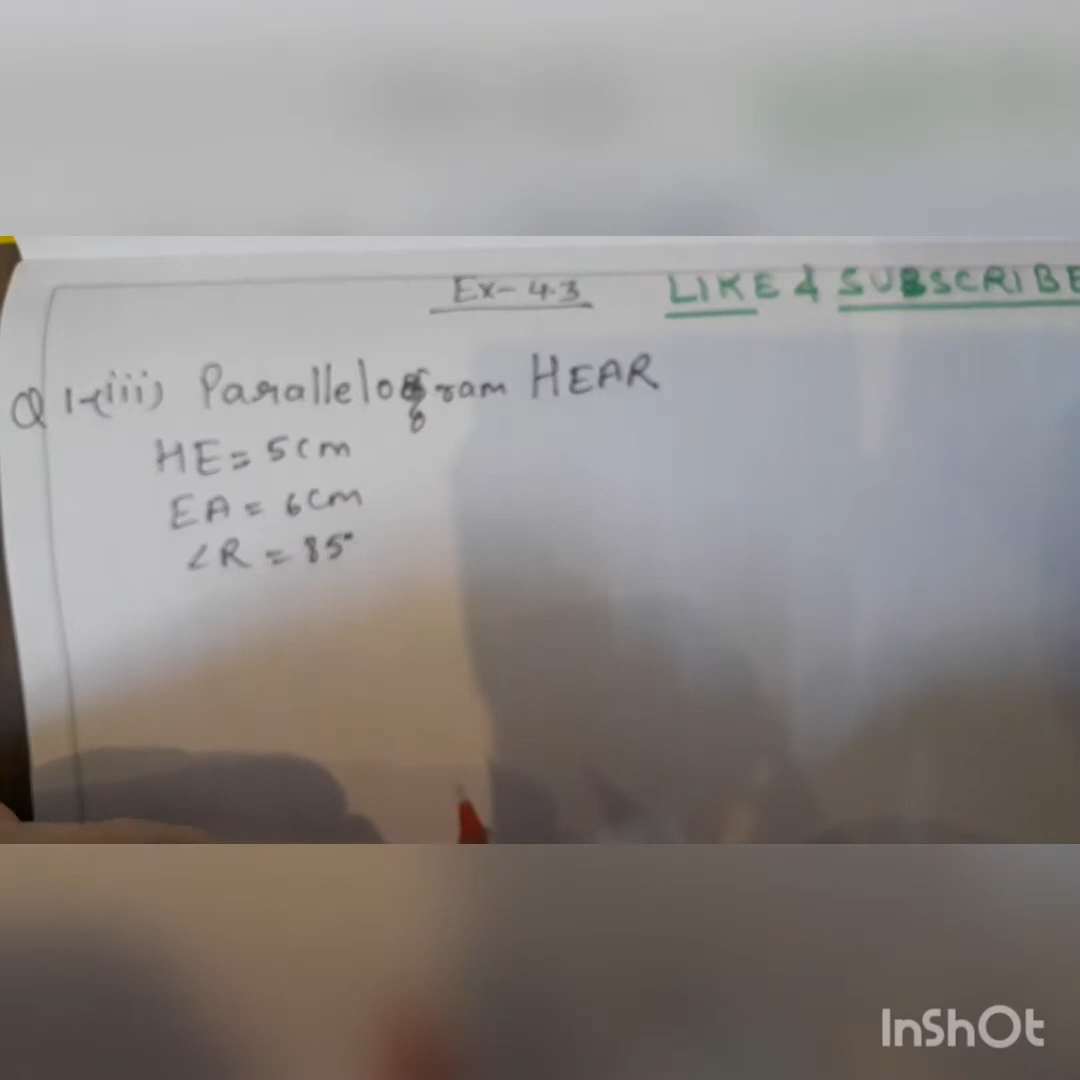 Ex-4.3 LIKE & SUBSCRIBE
Q 1-(iii) Parallelogram HEAR
HE = 5cm
EA = 6cm
∠R = 85°
InShOt